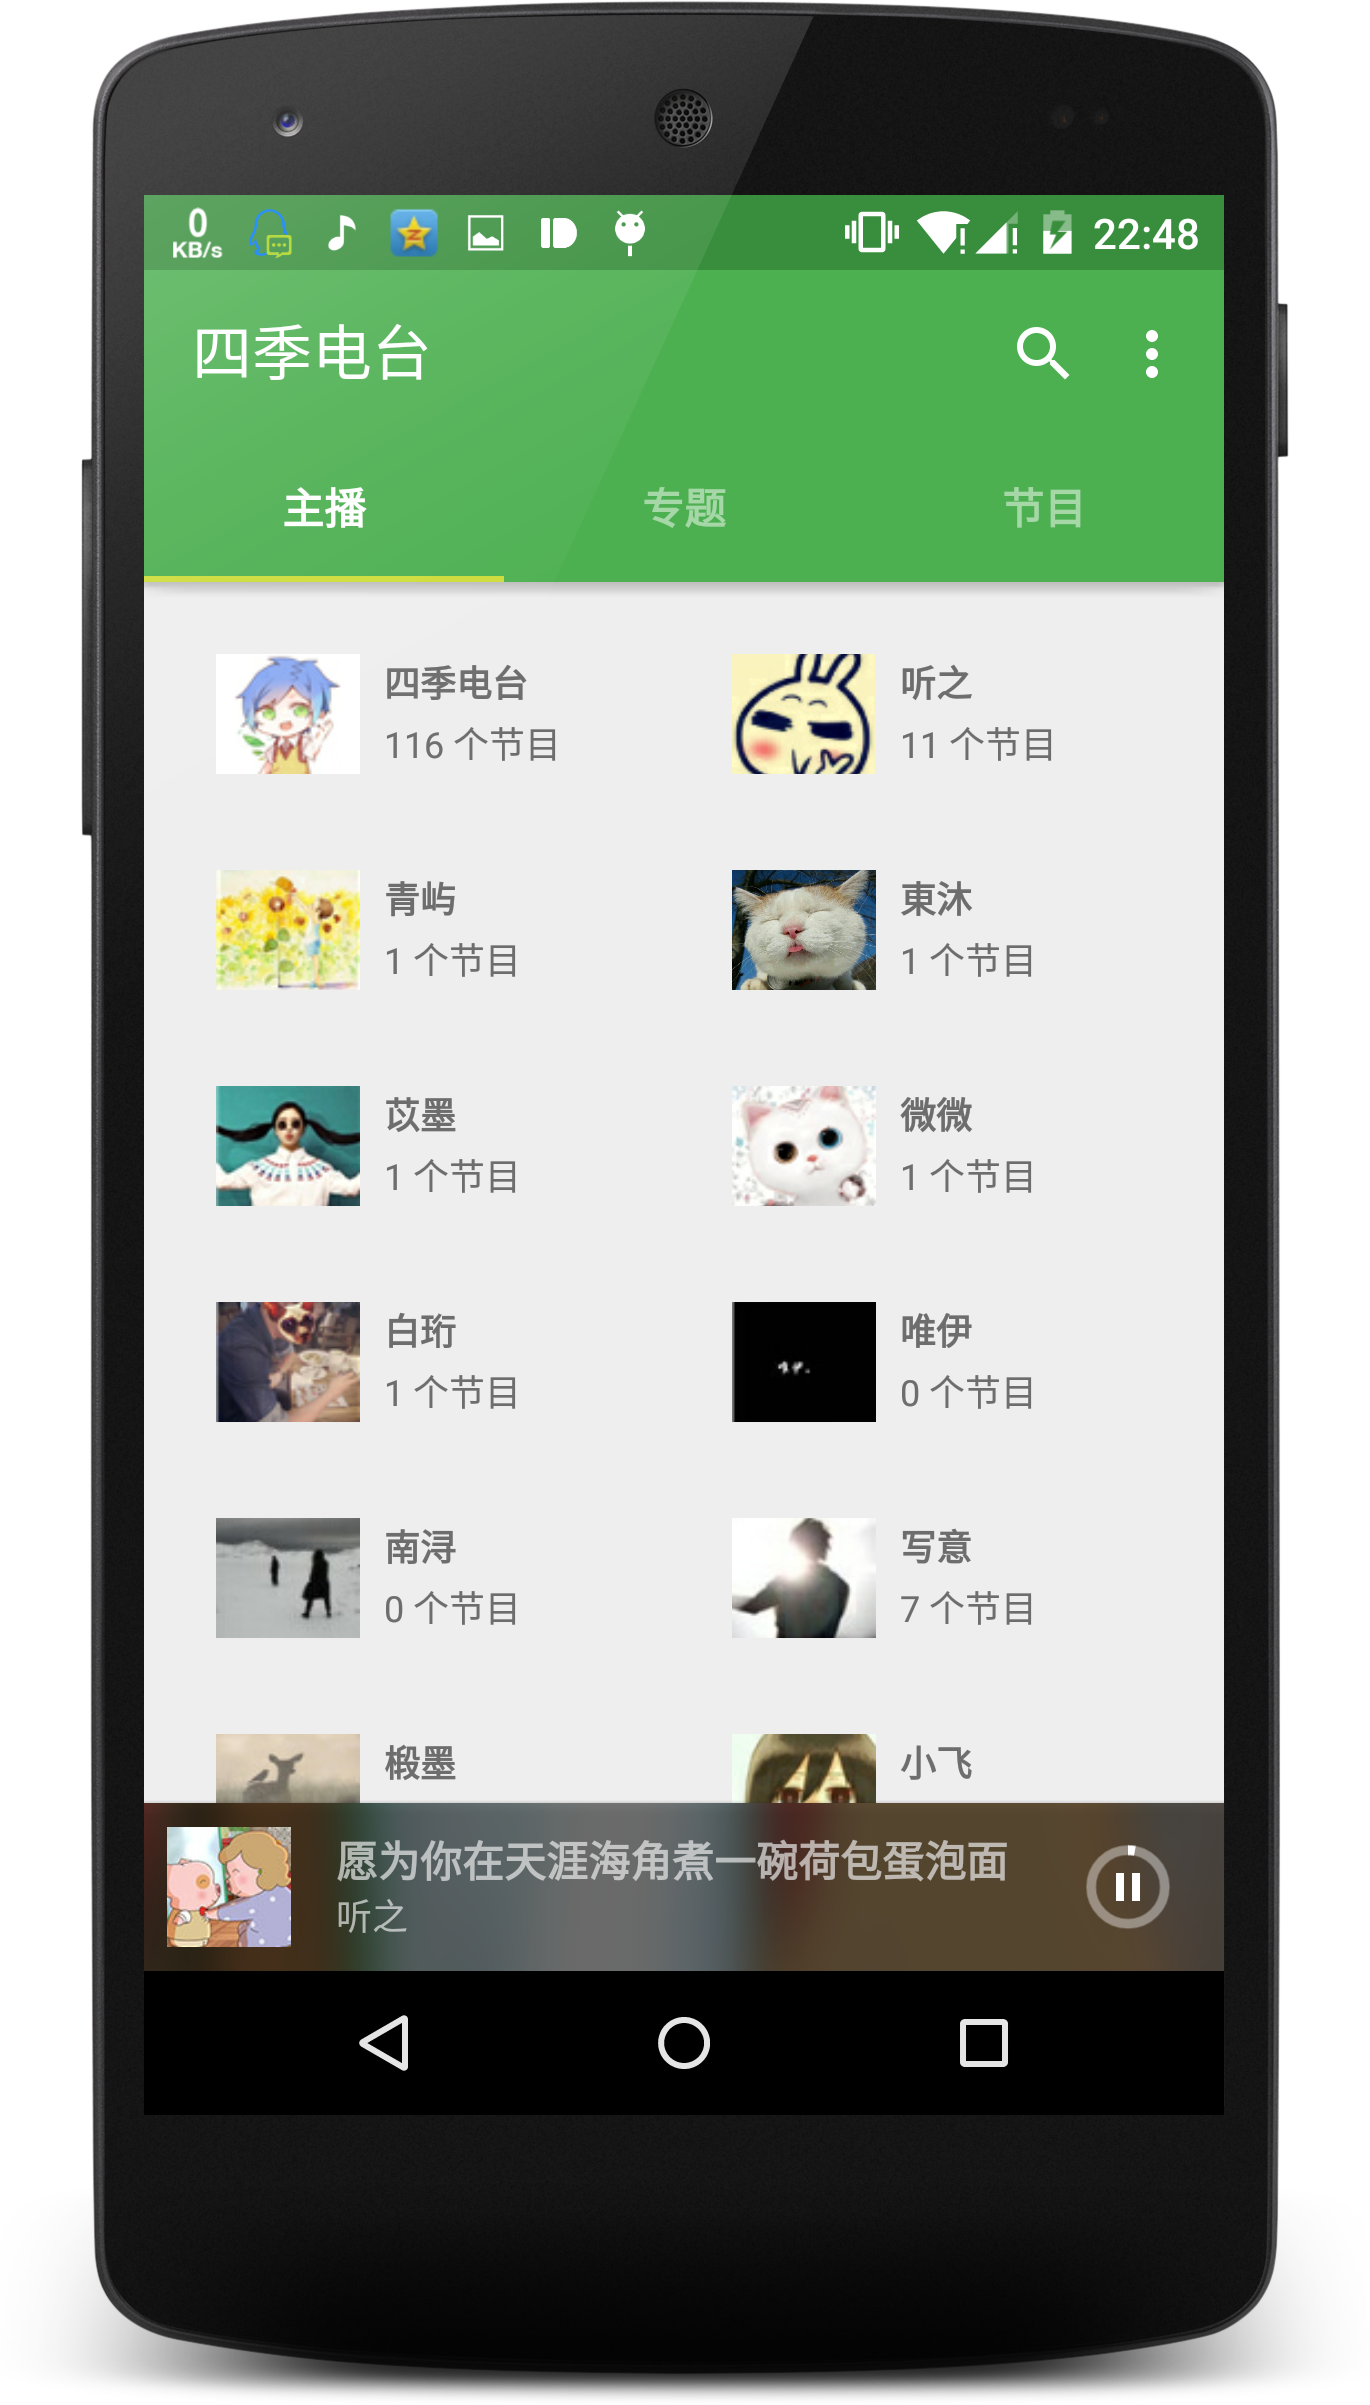 0
KB/s
22:48
四季电台
主播 专题 节目
四季电台 听之
116 个节目 11 个节目
青屿 東沐
1 个节目 1 个节目
苡墨 微微
1 个节目 1 个节目
白珩 唯伊
1 个节目 0 个节目
南浔 写意
0 个节目 7 个节目
椴墨 小飞
愿为你在天涯海角煮一碗荷包蛋泡面
听之